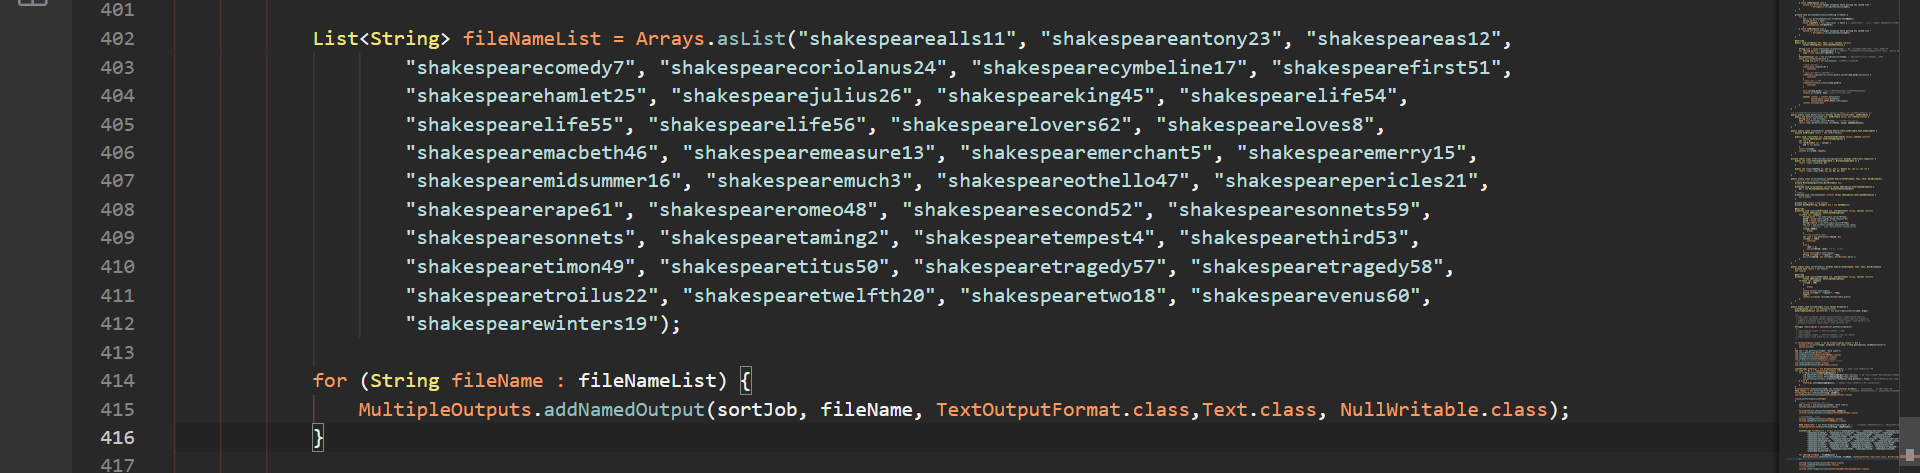 401
402 List<String> fileNameList = Arrays.asList("shakespearealls11", "shakespeareantony23", "shakespeareas12",
403 "shakespearecomedy7", "shakespearecoriolanus24", "shakespearecymbeline17", "shakespearefirst51",
404 "shakespearehamlet25", "shakespearejulius26", "shakespeareking45", "shakespearelife54",
405 "shakespearelife55", "shakespearelife56", "shakespearelovers62", "shakespeareloves8",
406 "shakespearemacbeth46", "shakespearemeasure13", "shakespearemerchant5", "shakespearemerry15",
407 "shakespearemidsummer16", "shakespearemuch3", "shakespeareothello47", "shakespearepericles21",
408 "shakespearerape61", "shakespeareromeo48", "shakespearesecond52", "shakespearesonnets59",
409 "shakespearesonnets", "shakespearetaming2", "shakespearetempest4", "shakespearethird53",
410 "shakespearetimon49", "shakespearetitus50", "shakespearetragedy57", "shakespearetragedy58",
411 "shakespearetroilus22", "shakespearetwelfth20", "shakespearetwo18", "shakespearevenus60",
412 "shakespearewinters19");
413
414 for (String fileName : fileNameList) {
415 MultipleOutputs.addNamedOutput(sortJob, fileName, TextOutputFormat.class,Text.class, NullWritable.class);
416 }
417